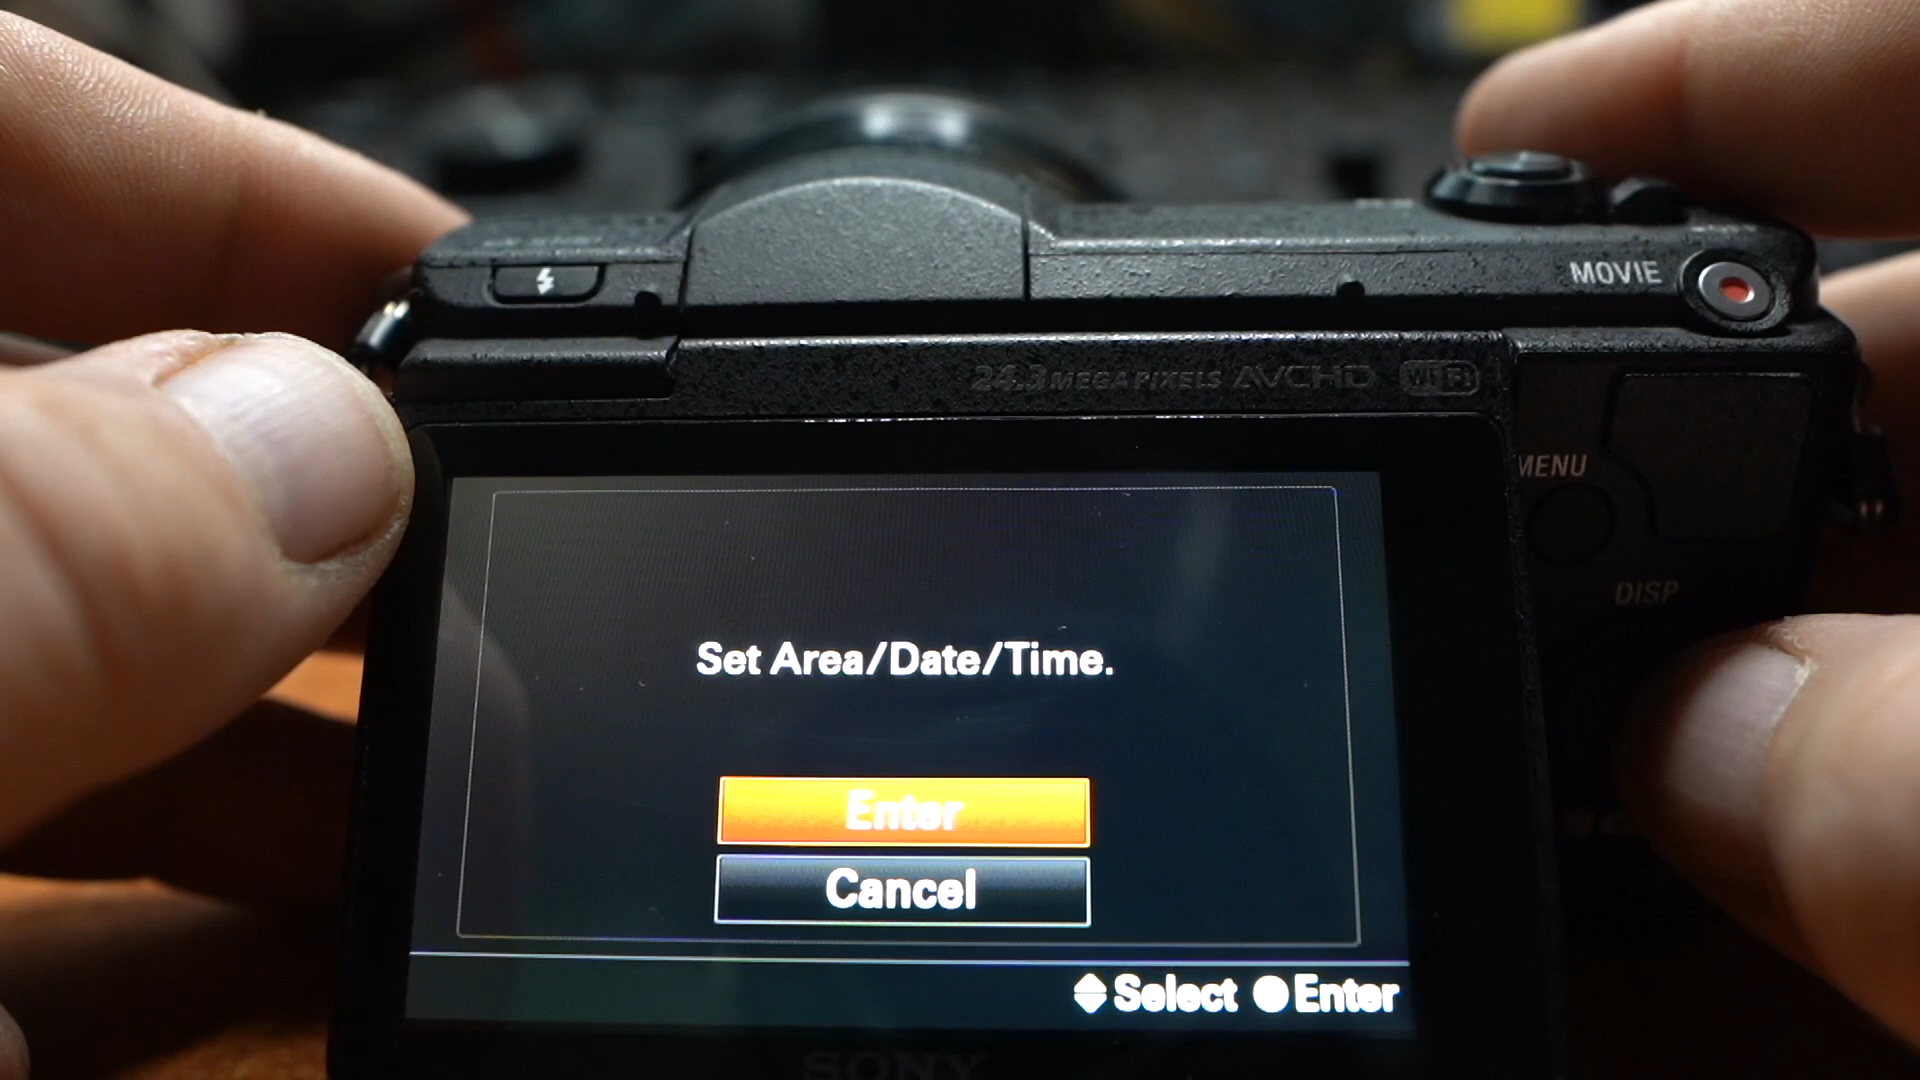 MOVIE
24.3 MEGA PIXELS AVCHD Wi Fi
MENU
DISP
Set Area/Date/Time.
Enter
Cancel
Select Enter
SONY